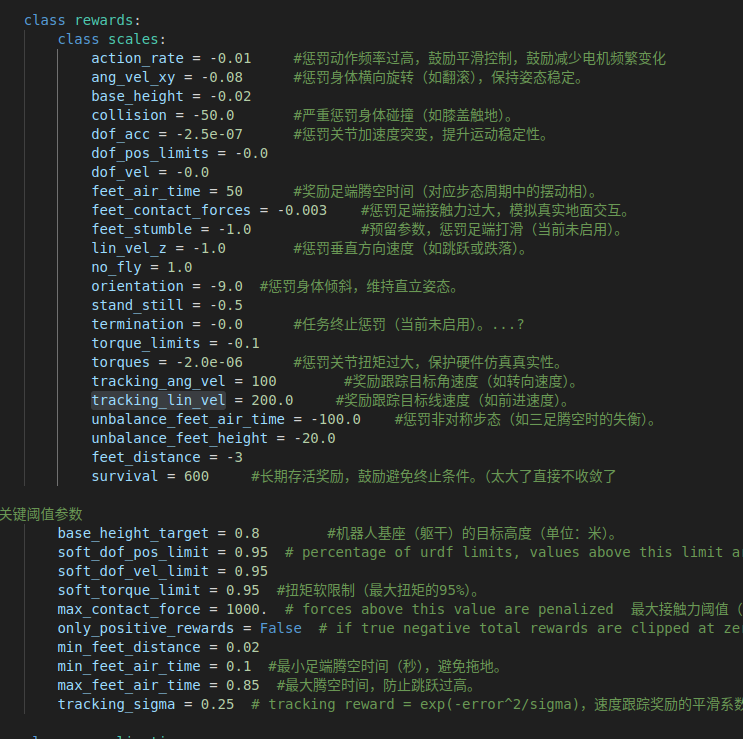 class rewards:
class scales:
action_rate = -0.01 #惩罚动作频率过高，鼓励平滑控制，鼓励减少电机频繁变化
ang_vel_xy = -0.08 #惩罚身体横向旋转（如翻滚），保持姿态稳定。
base_height = -0.02
collision = -50.0 #严重惩罚身体碰撞（如膝盖触地）。
dof_acc = -2.5e-07 #惩罚关节加速度突变，提升运动稳定性。
dof_pos_limits = -0.0
dof_vel = -0.0
feet_air_time = 50 #奖励足端腾空时间（对应步态周期中的摆动相）。
feet_contact_forces = -0.003 #惩罚足端接触力过大，模拟真实地面交互。
feet_stumble = -1.0 #预留参数，惩罚足端打滑（当前未启用）。
lin_vel_z = -1.0 #惩罚垂直方向速度（如跳跃或跌落）。
no_fly = 1.0
orientation = -9.0 #惩罚身体倾斜，维持直立姿态。
stand_still = -0.5
termination = -0.0 #任务终止惩罚（当前未启用）。...?
torque_limits = -0.1
torques = -2.0e-06 #惩罚关节扭矩过大，保护硬件仿真真实性。
tracking_ang_vel = 100 #奖励跟踪目标角速度（如转向速度）。
tracking_lin_vel = 200.0 #奖励跟踪目标线速度（如前进速度）。
unbalance_feet_air_time = -100.0 #惩罚非对称步态（如三足腾空时的失衡）。
unbalance_feet_height = -20.0
feet_distance = -3
survival = 600 #长期存活奖励，鼓励避免终止条件。（太大了直接不收敛了
关键阈值参数
base_height_target = 0.8 #机器人基座（躯干）的目标高度（单位：米）。
soft_dof_pos_limit = 0.95 # percentage of urdf limits, values above this limit a
soft_dof_vel_limit = 0.95
soft_torque_limit = 0.95 #扭矩软限制（最大扭矩的95%）。
max_contact_force = 1000. # forces above this value are penalized 最大接触力阈值（
only_positive_rewards = False # if true negative total rewards are clipped at ze
min_feet_distance = 0.02
min_feet_air_time = 0.1 #最小足端腾空时间（秒），避免拖地。
max_feet_air_time = 0.85 #最大腾空时间，防止跳跃过高。
tracking_sigma = 0.25 # tracking reward = exp(-error^2/sigma)，速度跟踪奖励的平滑系数